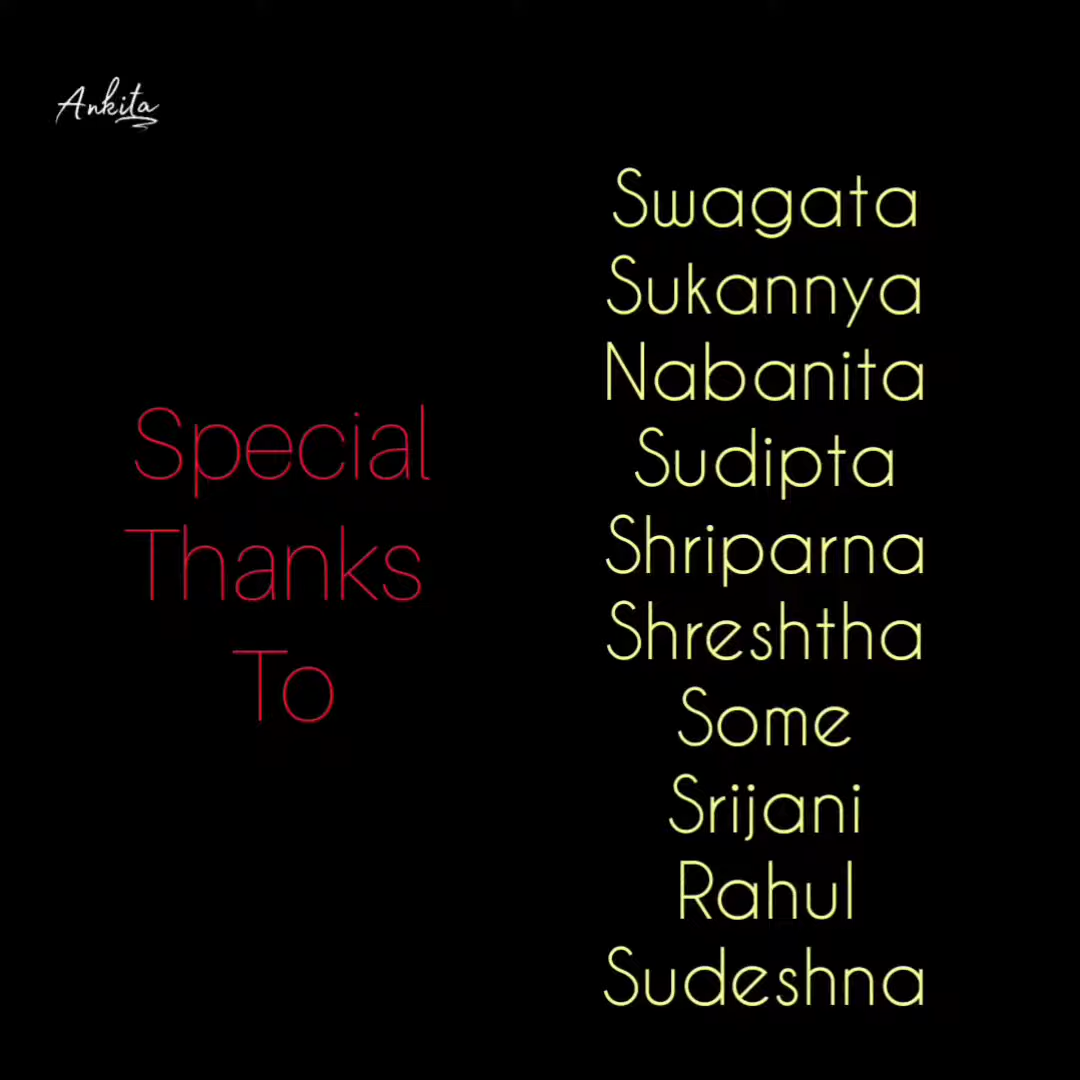 Ankita
Special
Thanks
To
Swagata
Sukannya
Nabanita
Sudipta
Shriparna
Shreshtha
Some
Srijani
Rahul
Sudeshna